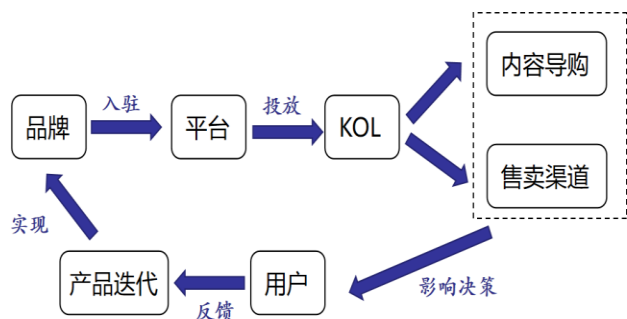 内容导购
入驻
投放
品牌
平台
KOL
售卖渠道
实现
产品迭代
用户
影响决策
反馈